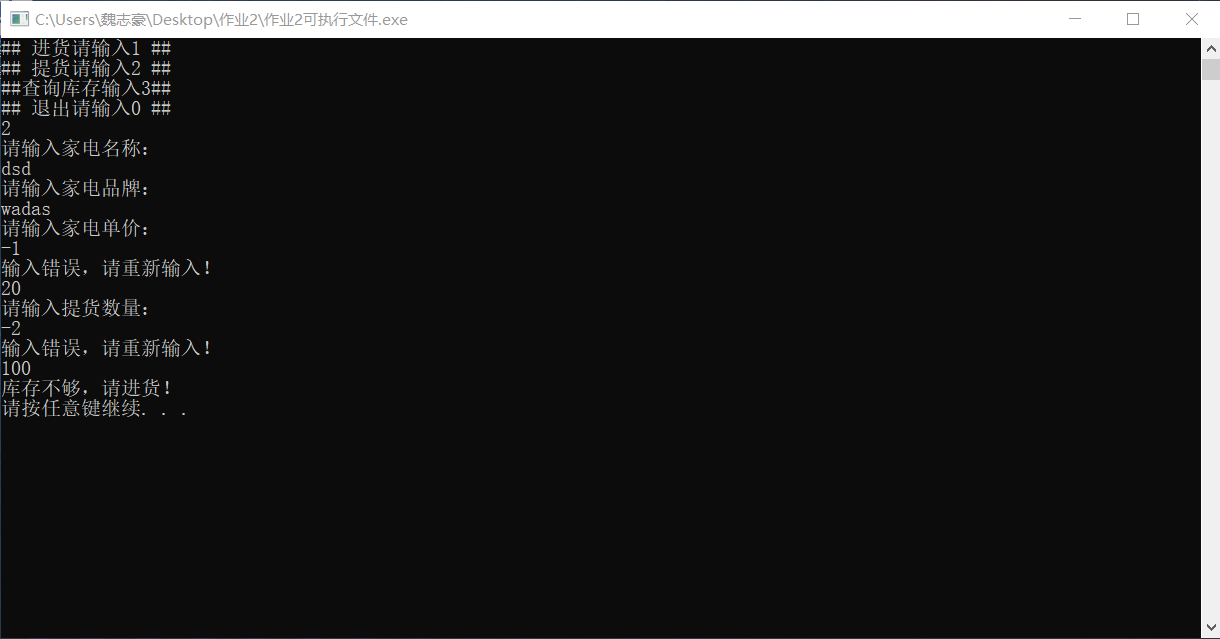 C:\Users\魏志豪\Desktop\作业2\作业2可执行文件.exe
## 进货请输入1 ##
## 提货请输入2 ##
##查询库存输入3##
## 退出请输入0 ##
2
请输入家电名称：
dsd
请输入家电品牌：
wadas
请输入家电单价：
-1
输入错误，请重新输入！
20
请输入提货数量：
-2
输入错误，请重新输入！
100
库存不够，请进货！
请按任意键继续. . .